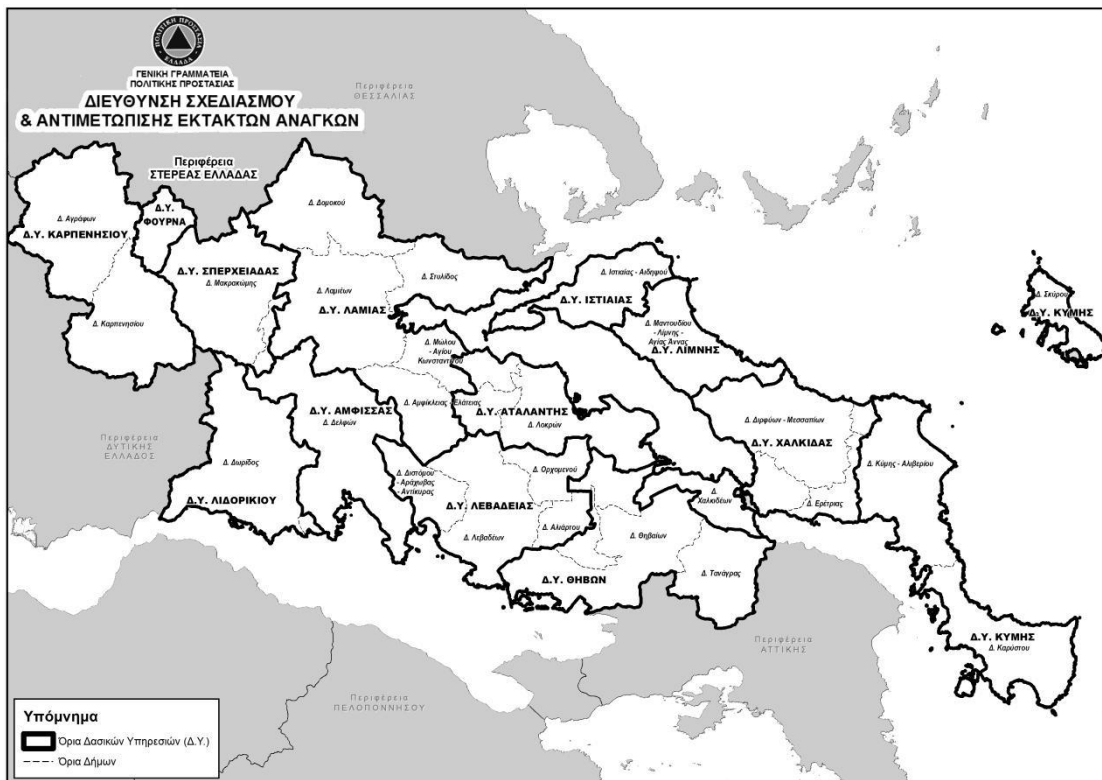 ΠΟΛΙΤΙΚΗ ΠΡΟΣΤΑΣΙΑ
ΕΛΛΑΔΑ
ΓΕΝΙΚΗ ΓΡΑΜΜΑΤΕΙΑ
ΠΟΛΙΤΙΚΗΣ ΠΡΟΣΤΑΣΙΑΣ
ΔΙΕΥΘΥΝΣΗ ΣΧΕΔΙΑΣΜΟΥ
& ΑΝΤΙΜΕΤΩΠΙΣΗΣ ΕΚΤΑΚΤΩΝ ΑΝΑΓΚΩΝ
Περιφέρεια
ΘΕΣΣΑΛΙΑΣ
Περιφέρεια
ΣΤΕΡΕΑΣ ΕΛΛΑΔΑΣ
Δ. Αγράφων
Δ.Υ. ΚΑΡΠΕΝΗΣΙΟΥ
Δ.Υ.
ΦΟΥΡΝΑ
Δ. Δομοκού
Δ.Υ. ΣΠΕΡΧΕΙΑΔΑΣ
Δ. Μακρακώμης
Δ. Λαμιέων
Δ.Υ. ΛΑΜΙΑΣ
Δ. Στυλίδος
Δ. Ιστιαίας - Αιδηψού
Δ.Υ. ΙΣΤΙΑΙΑΣ
Δ. Σκύρου
Δ.Υ. ΚΥΜΗΣ
Δ. Καρπενησίου
Δ. Μαντουδίου
- Λίμνης -
Αγίας Άννας
Δ.Υ. ΛΙΜΝΗΣ
Δ. Μώλου
- Αγίου
Κωνσταντίνου
Δ. Αμφίκλειας - Ελάτειας
Δ.Υ. ΑΜΦΙΣΣΑΣ
Δ. Δελφών
Δ.Υ. ΑΤΑΛΑΝΤΗΣ
Δ. Λοκρών
Δ. Διρφύων - Μεσσαπίων
Δ.Υ. ΧΑΛΚΙΔΑΣ
Περιφέρεια
ΔΥΤΙΚΗΣ
ΕΛΛΑΔΟΣ
Δ. Δωρίδος
Δ.Υ. ΛΙΔΟΡΙΚΙΟΥ
Δ. Διστόμου
- Αράχωβας
- Αντίκυρας
Δ. Ορχομενού
Δ. Κύμης - Αλιβερίου
Δ.Υ. ΛΕΒΑΔΕΙΑΣ
Δ. Χαλκιδέων
Δ. Ερέτριας
Δ. Αλιάρτου
Δ. Λεβαδέων
Δ. Θηβαίων
Δ. Τανάγρας
Δ.Υ. ΘΗΒΩΝ
Περιφέρεια
ΑΤΤΙΚΗΣ
Δ.Υ. ΚΥΜΗΣ
Δ. Καρύστου
Περιφέρεια
ΠΕΛΟΠΟΝΝΗΣΟΥ
Υπόμνημα
Όρια Δασικών Υπηρεσιών (Δ.Υ.)
Όρια Δήμων